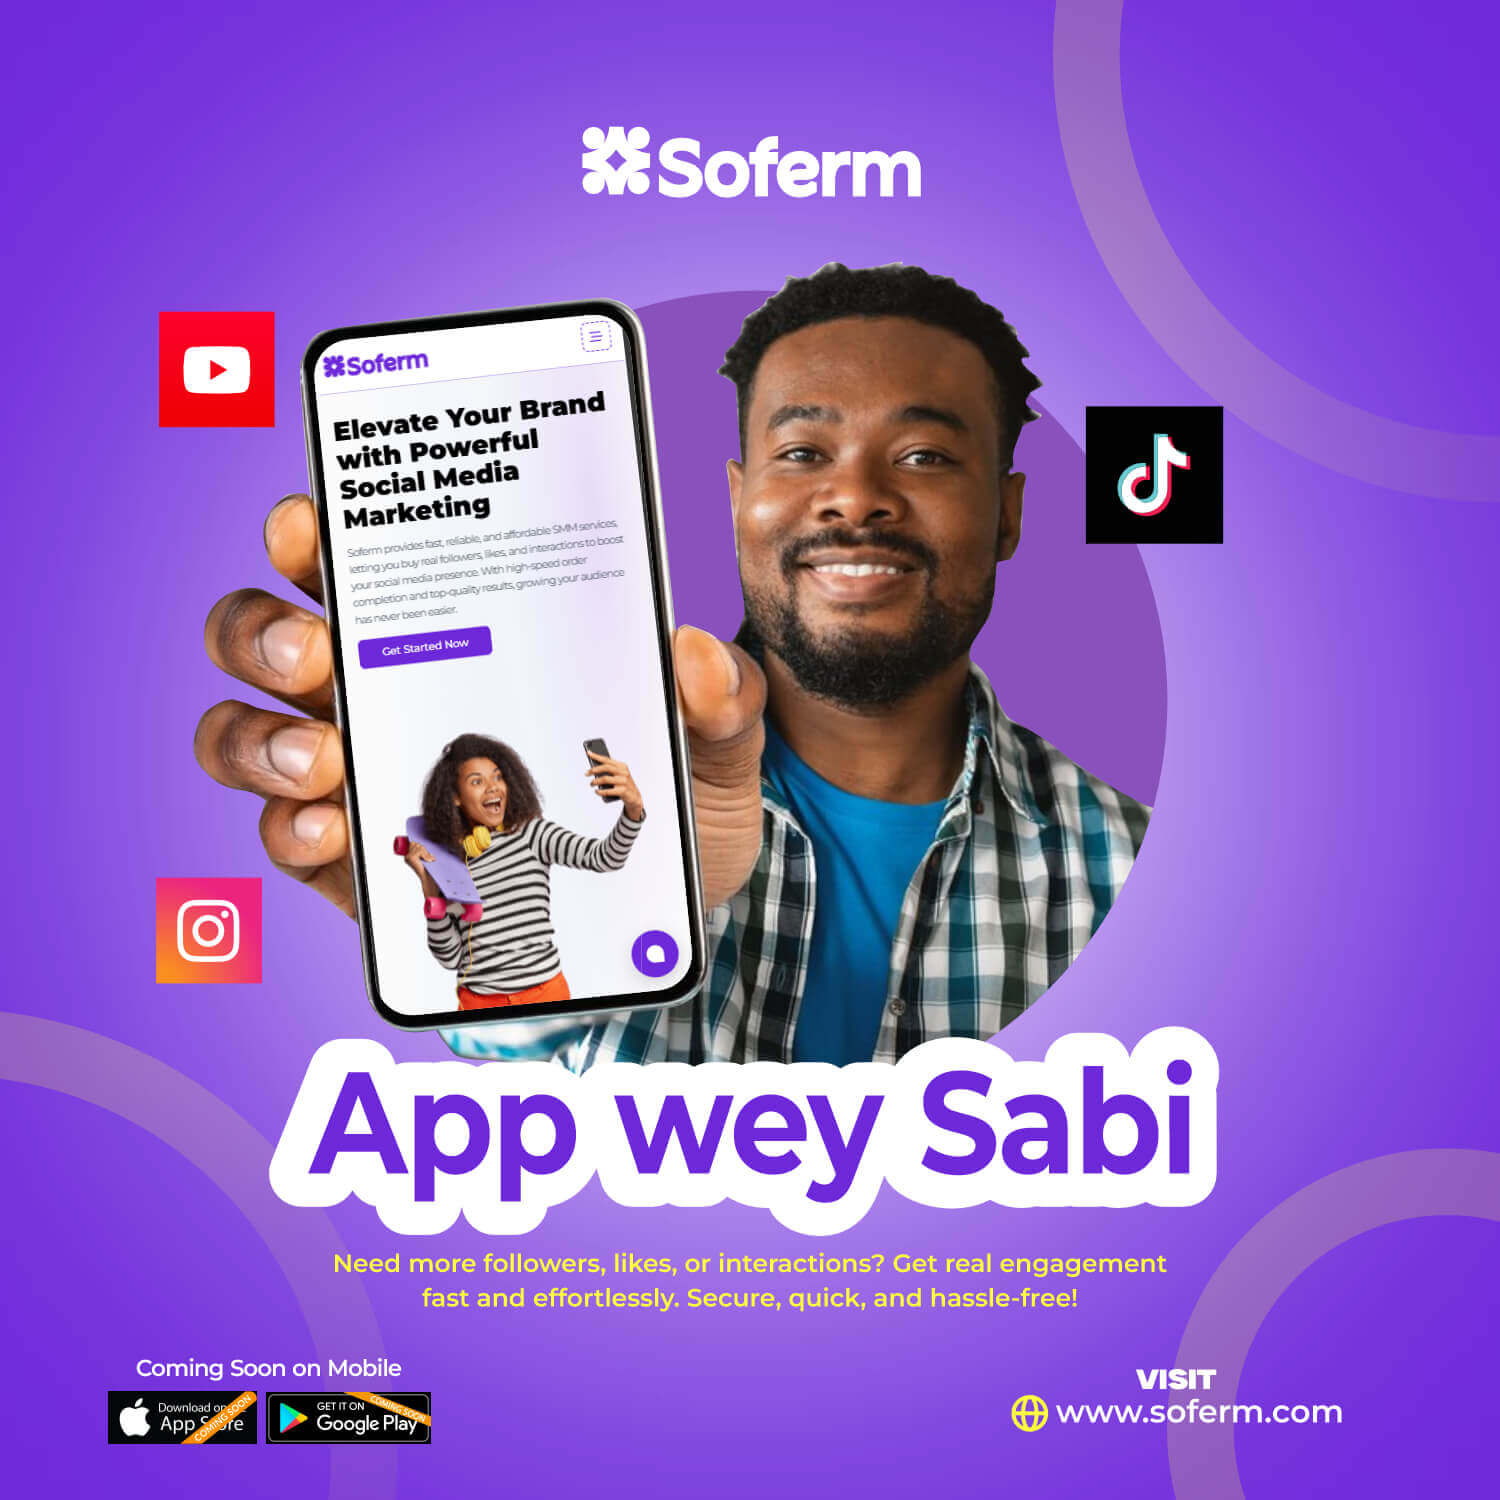 Soferm
Soferm
Elevate Your Brand
with Powerful
Social Media
Marketing
Soferm provides fast, reliable, and affordable SMM services,
letting you buy real followers, likes, and interactions to boost
your social media presence. With high-speed order
completion and top-quality results, growing your audience
has never been easier.
Get Started Now
App wey Sabi
Need more followers, likes, or interactions? Get real engagement
fast and effortlessly. Secure, quick, and hassle-free!
Coming Soon on Mobile
Download on
App Store
COMING SOON
GET IT ON
Google Play
COMING SOON
VISIT
www.soferm.com